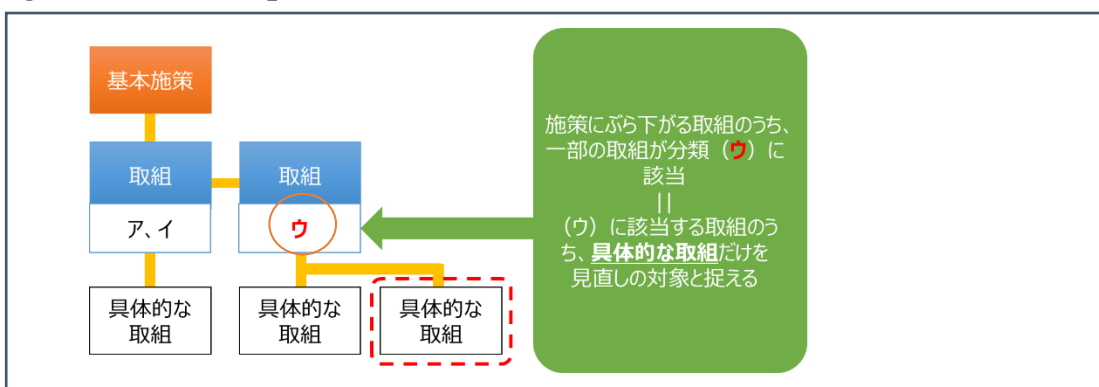 基本施策
取組
取組
ア、イ
ウ
具体的な
取組
具体的な
取組
具体的な
取組
施策にぶら下がる取組のうち、
一部の取組が分類（ウ）に
該当
||
（ウ）に該当する取組のう
ち、具体的な取組だけを
見直しの対象と捉える